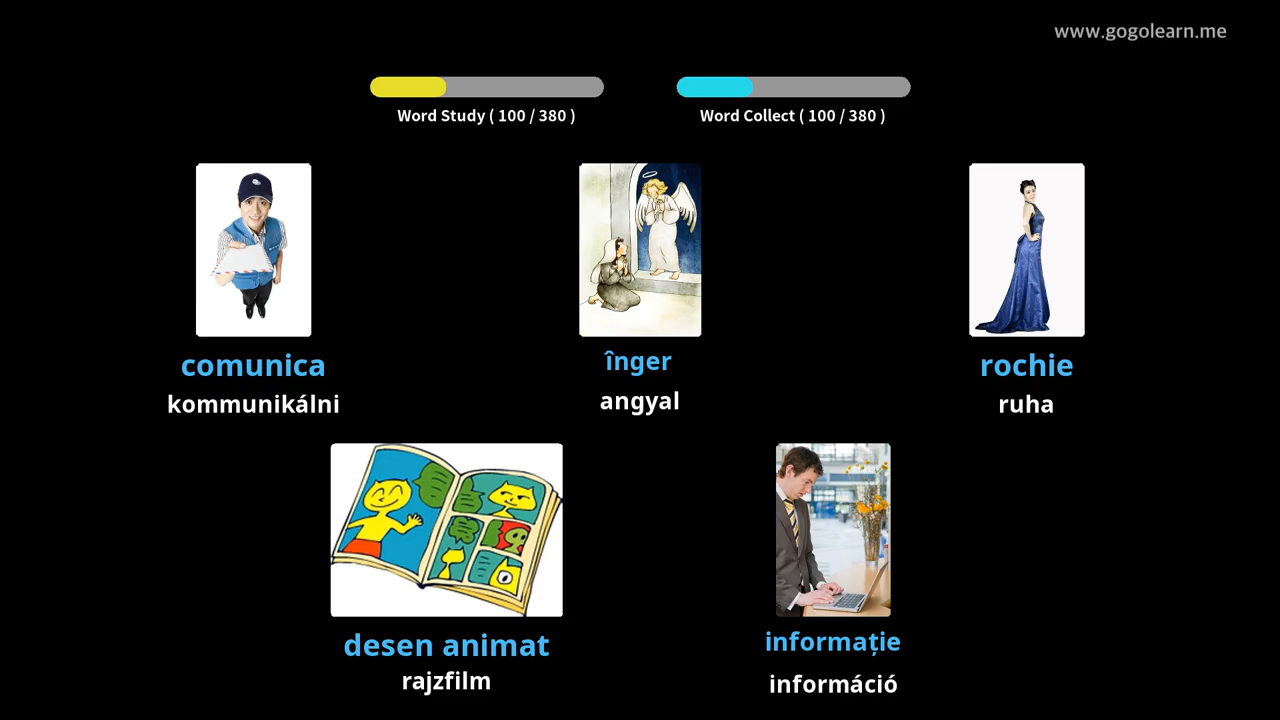 www.gogolearn.me
Word Study ( 100 / 380 )
Word Collect ( 100 / 380 )
comunica
kommunikálni
înger
angyal
rochie
ruha
desen animat
rajzfilm
informație
információ